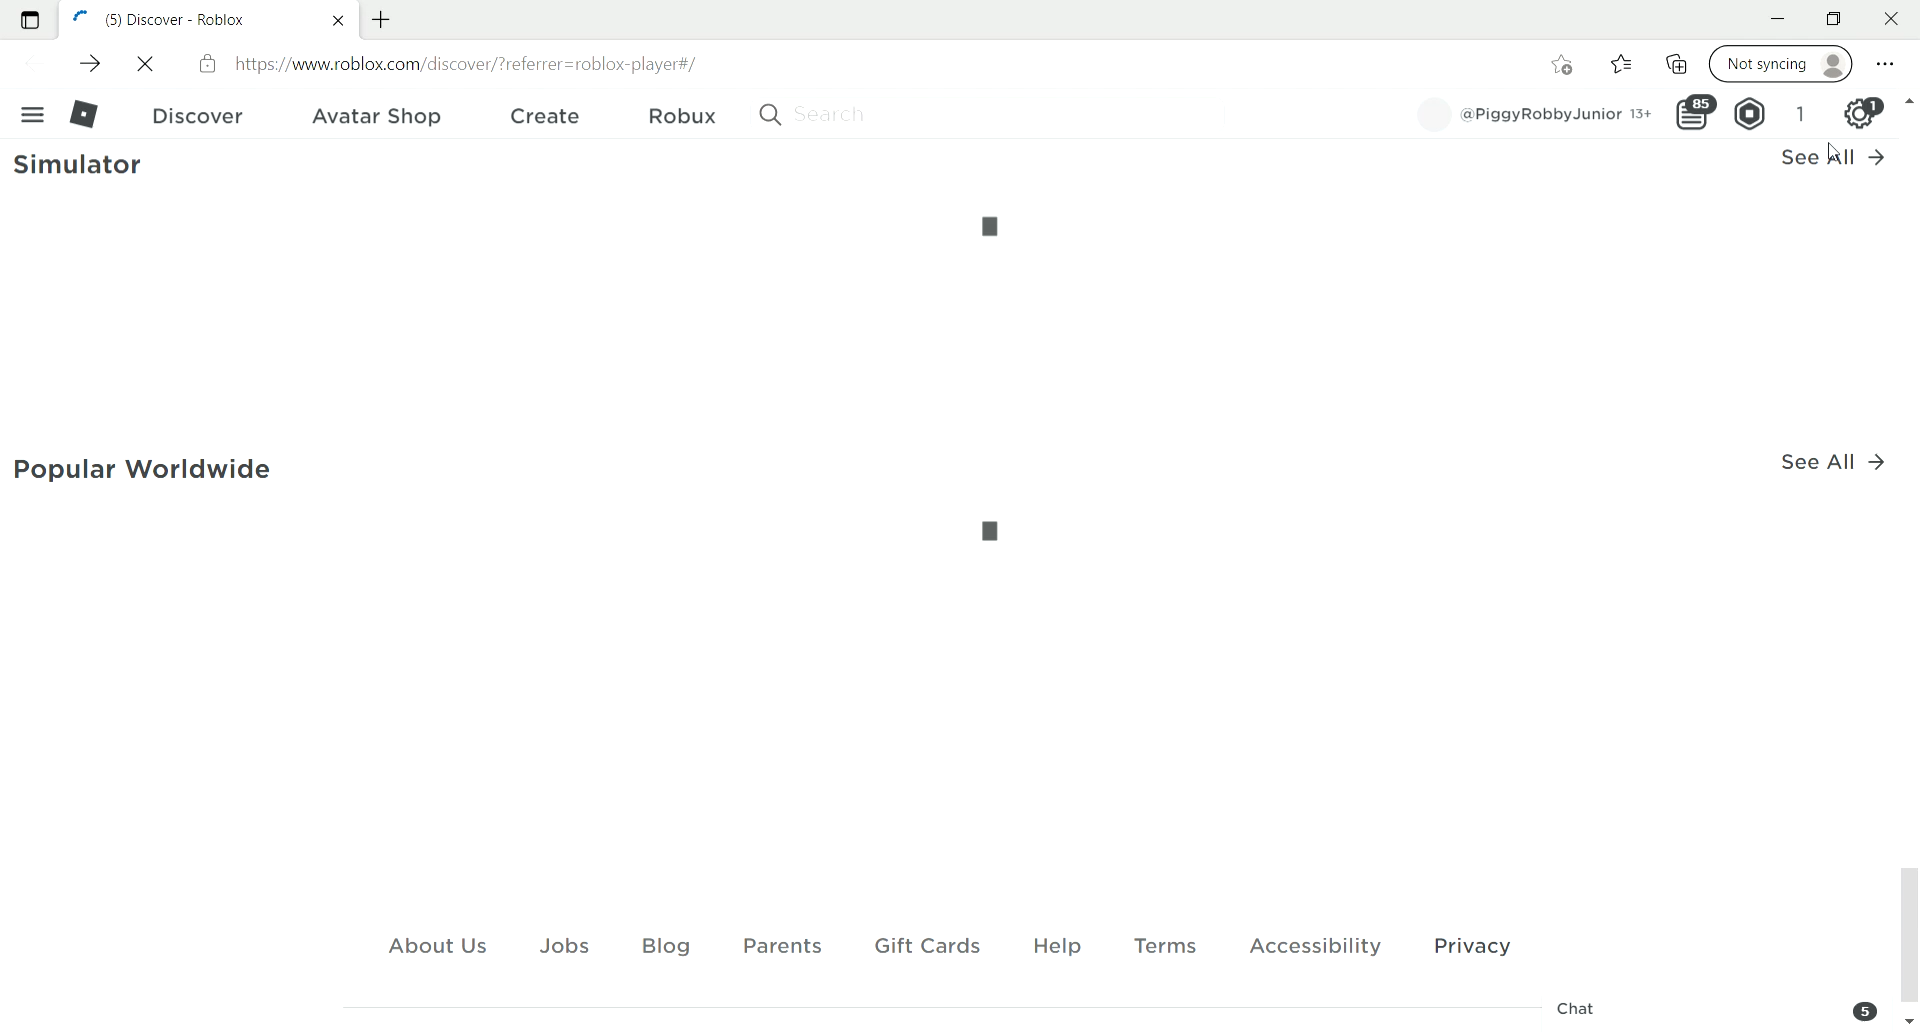 (5) Discover - Roblox
https://www.roblox.com/discover/?referrer=roblox-player#/
Not syncing
Discover
Avatar Shop
Create
Robux
Search
@PiggyRobbyJunior 13+
85
1
1
Simulator
See All
Popular Worldwide
See All
About Us
Jobs
Blog
Parents
Gift Cards
Help
Terms
Accessibility
Privacy
Chat
5